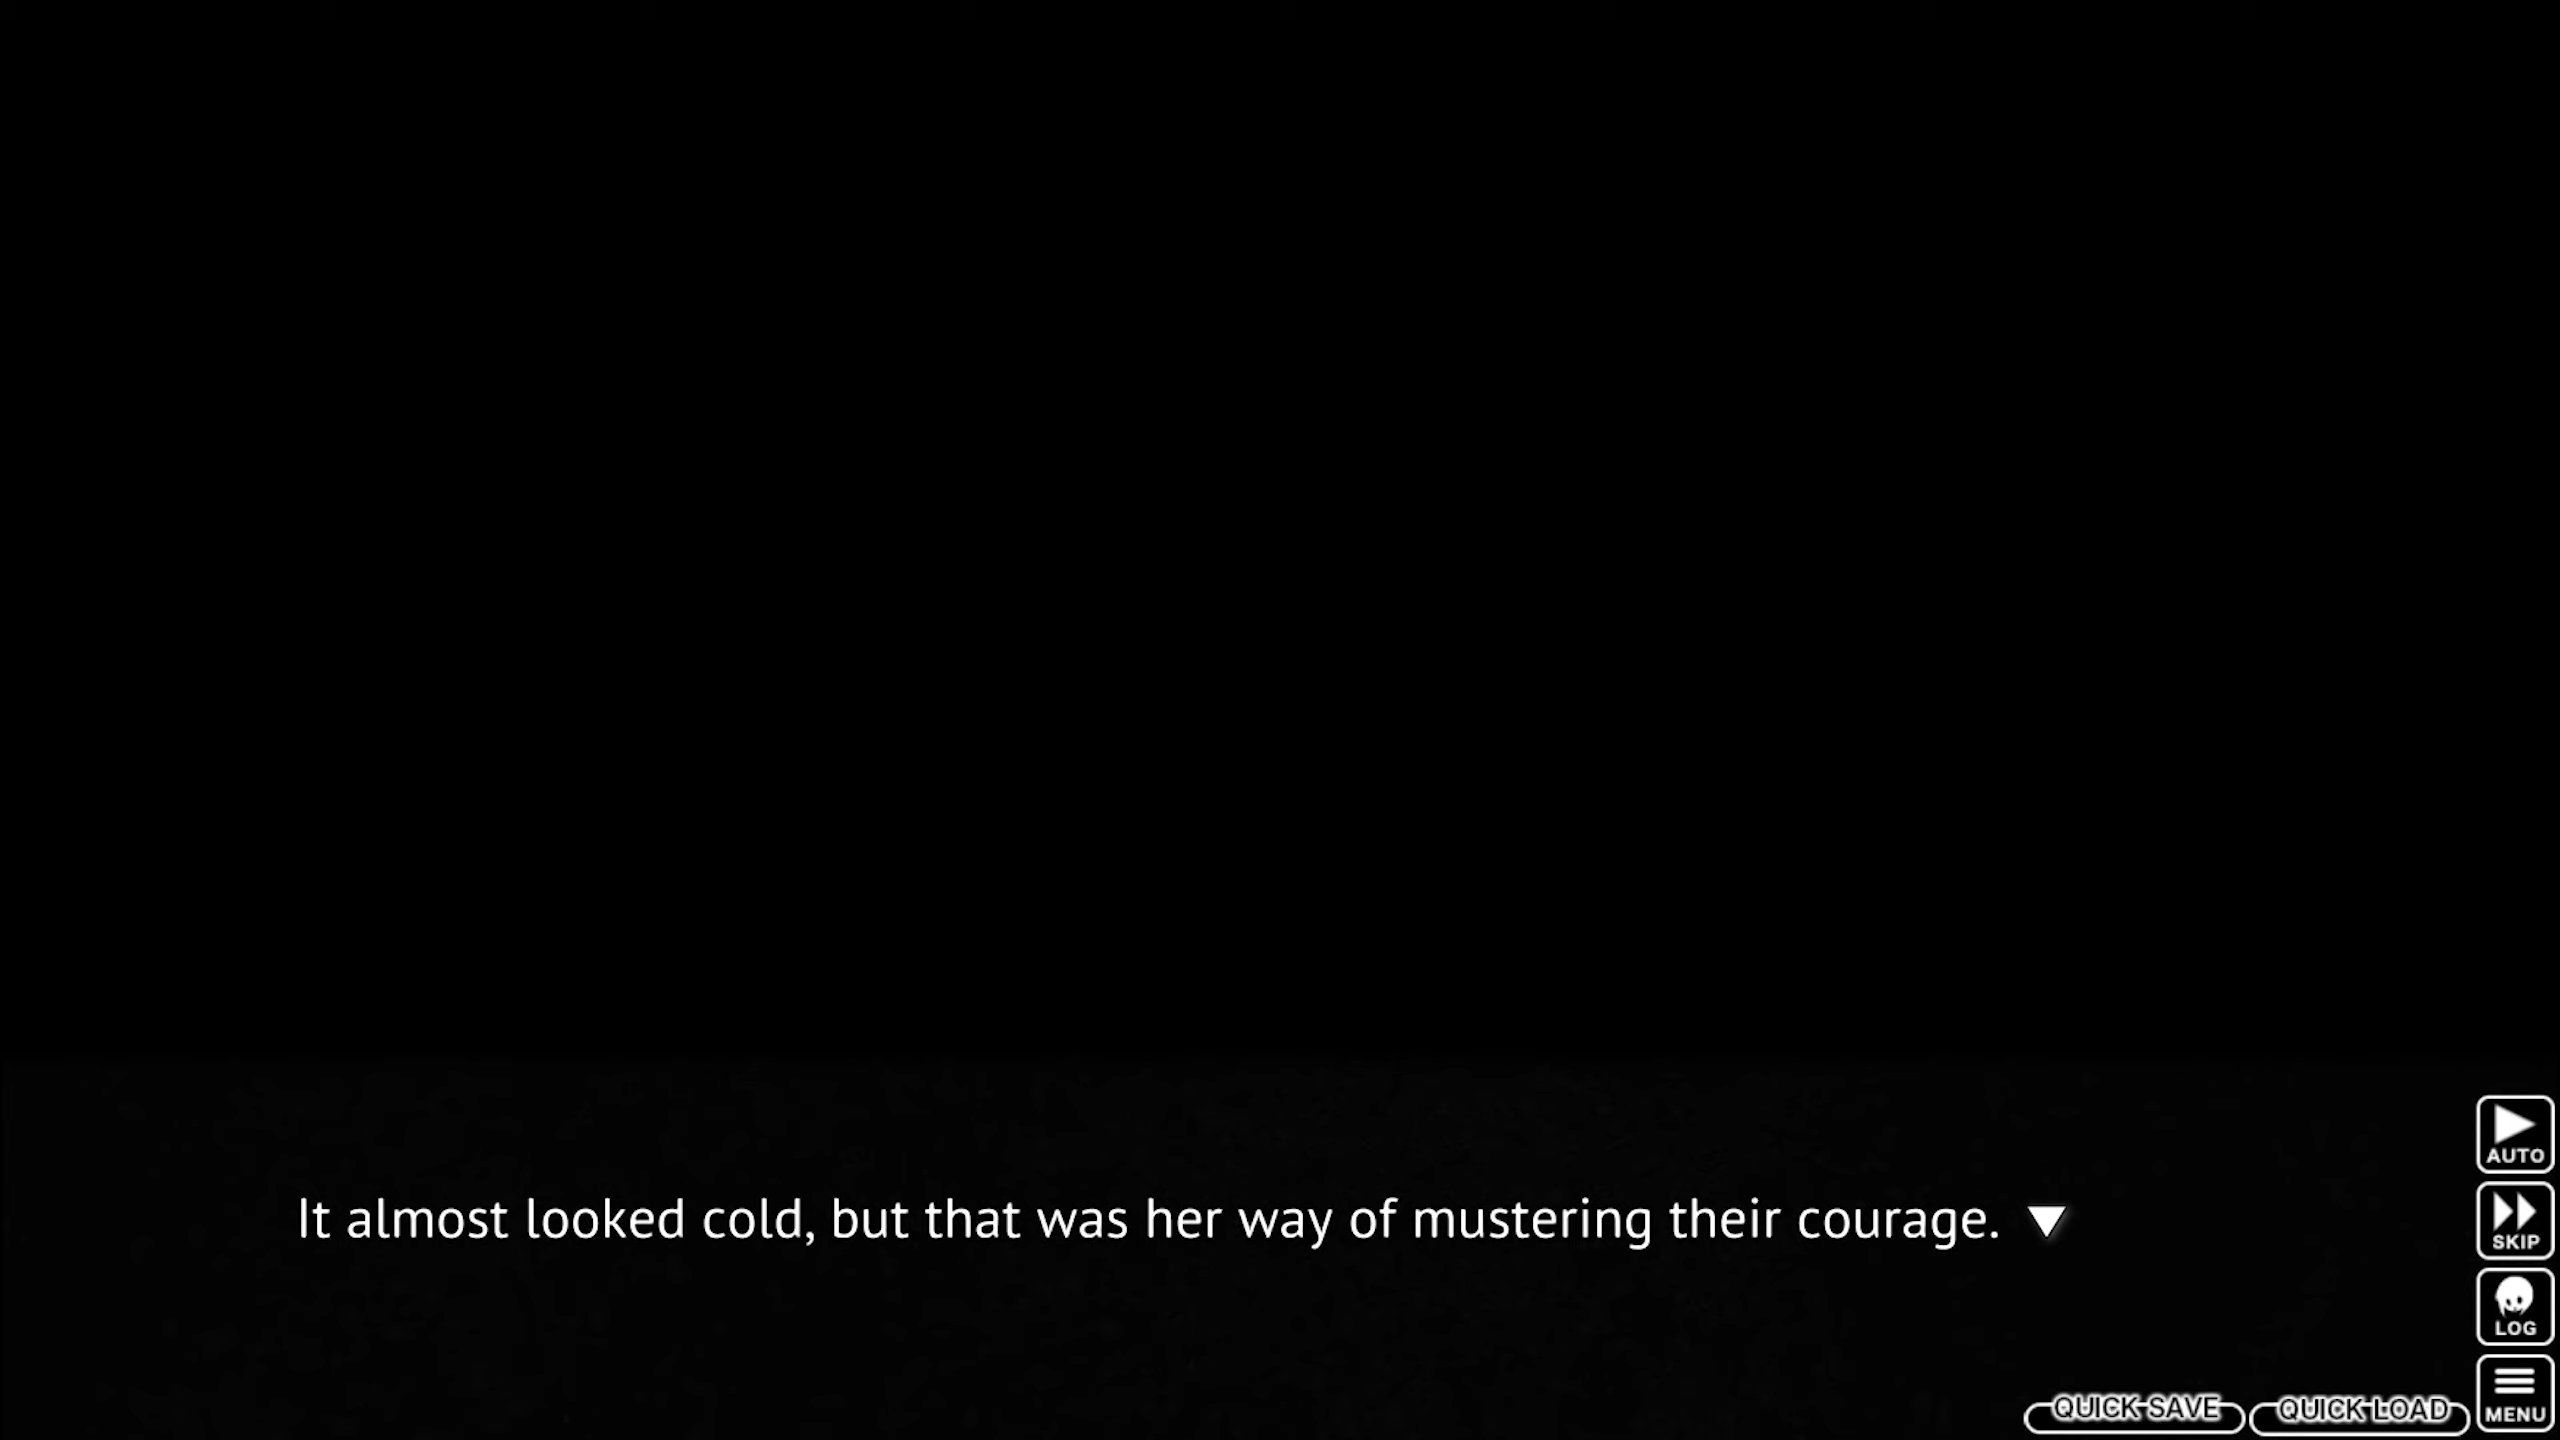 It almost looked cold, but that was her way of mustering their courage.
AUTO
SKIP
LOG
MENU
QUICK SAVE
QUICK LOAD